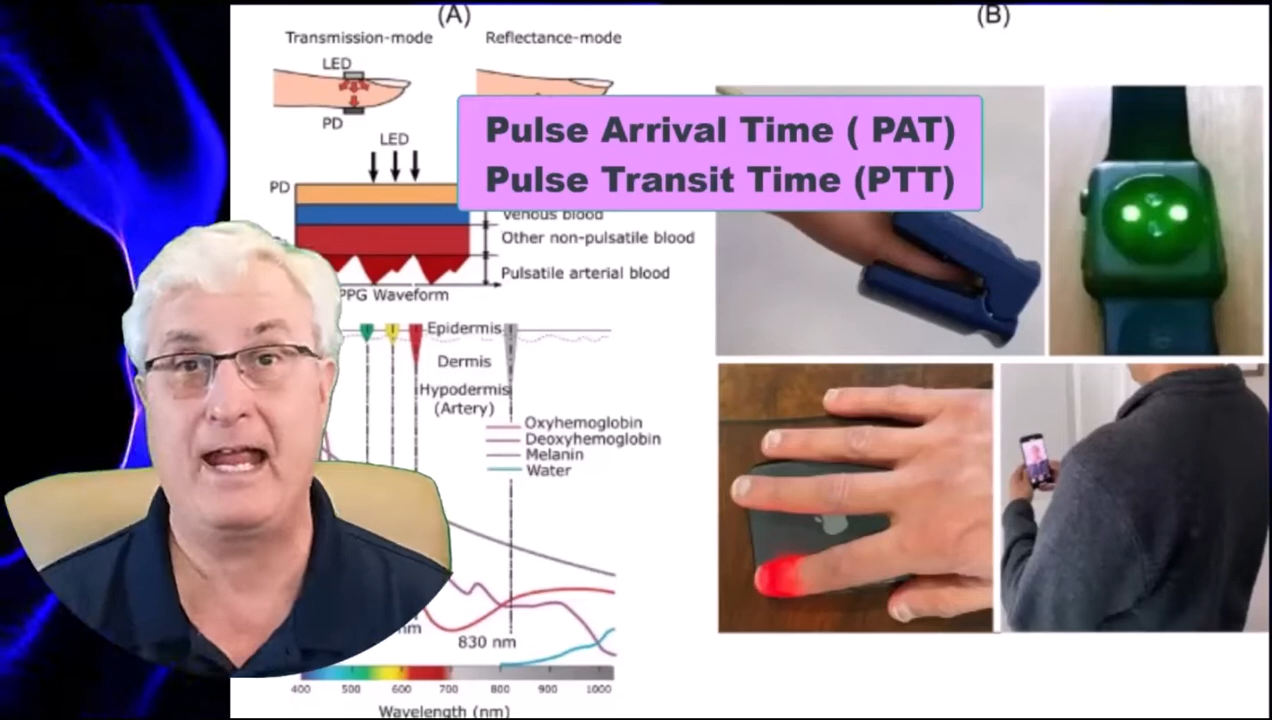 (A)
(B)
Transmission-mode
Reflectance-mode
LED
PD
LED
PD
Pulse Arrival Time ( PAT)
Pulse Transit Time (PTT)
Venous blood
Other non-pulsatile blood
Pulsatile arterial blood
PPG Waveform
Epidermis
Dermis
Hypodermis
(Artery)
Oxyhemoglobin
Deoxyhemoglobin
Melanin
Water
nm
830 nm
400 500 600 700 800 900 1000
Wavelength (nm)